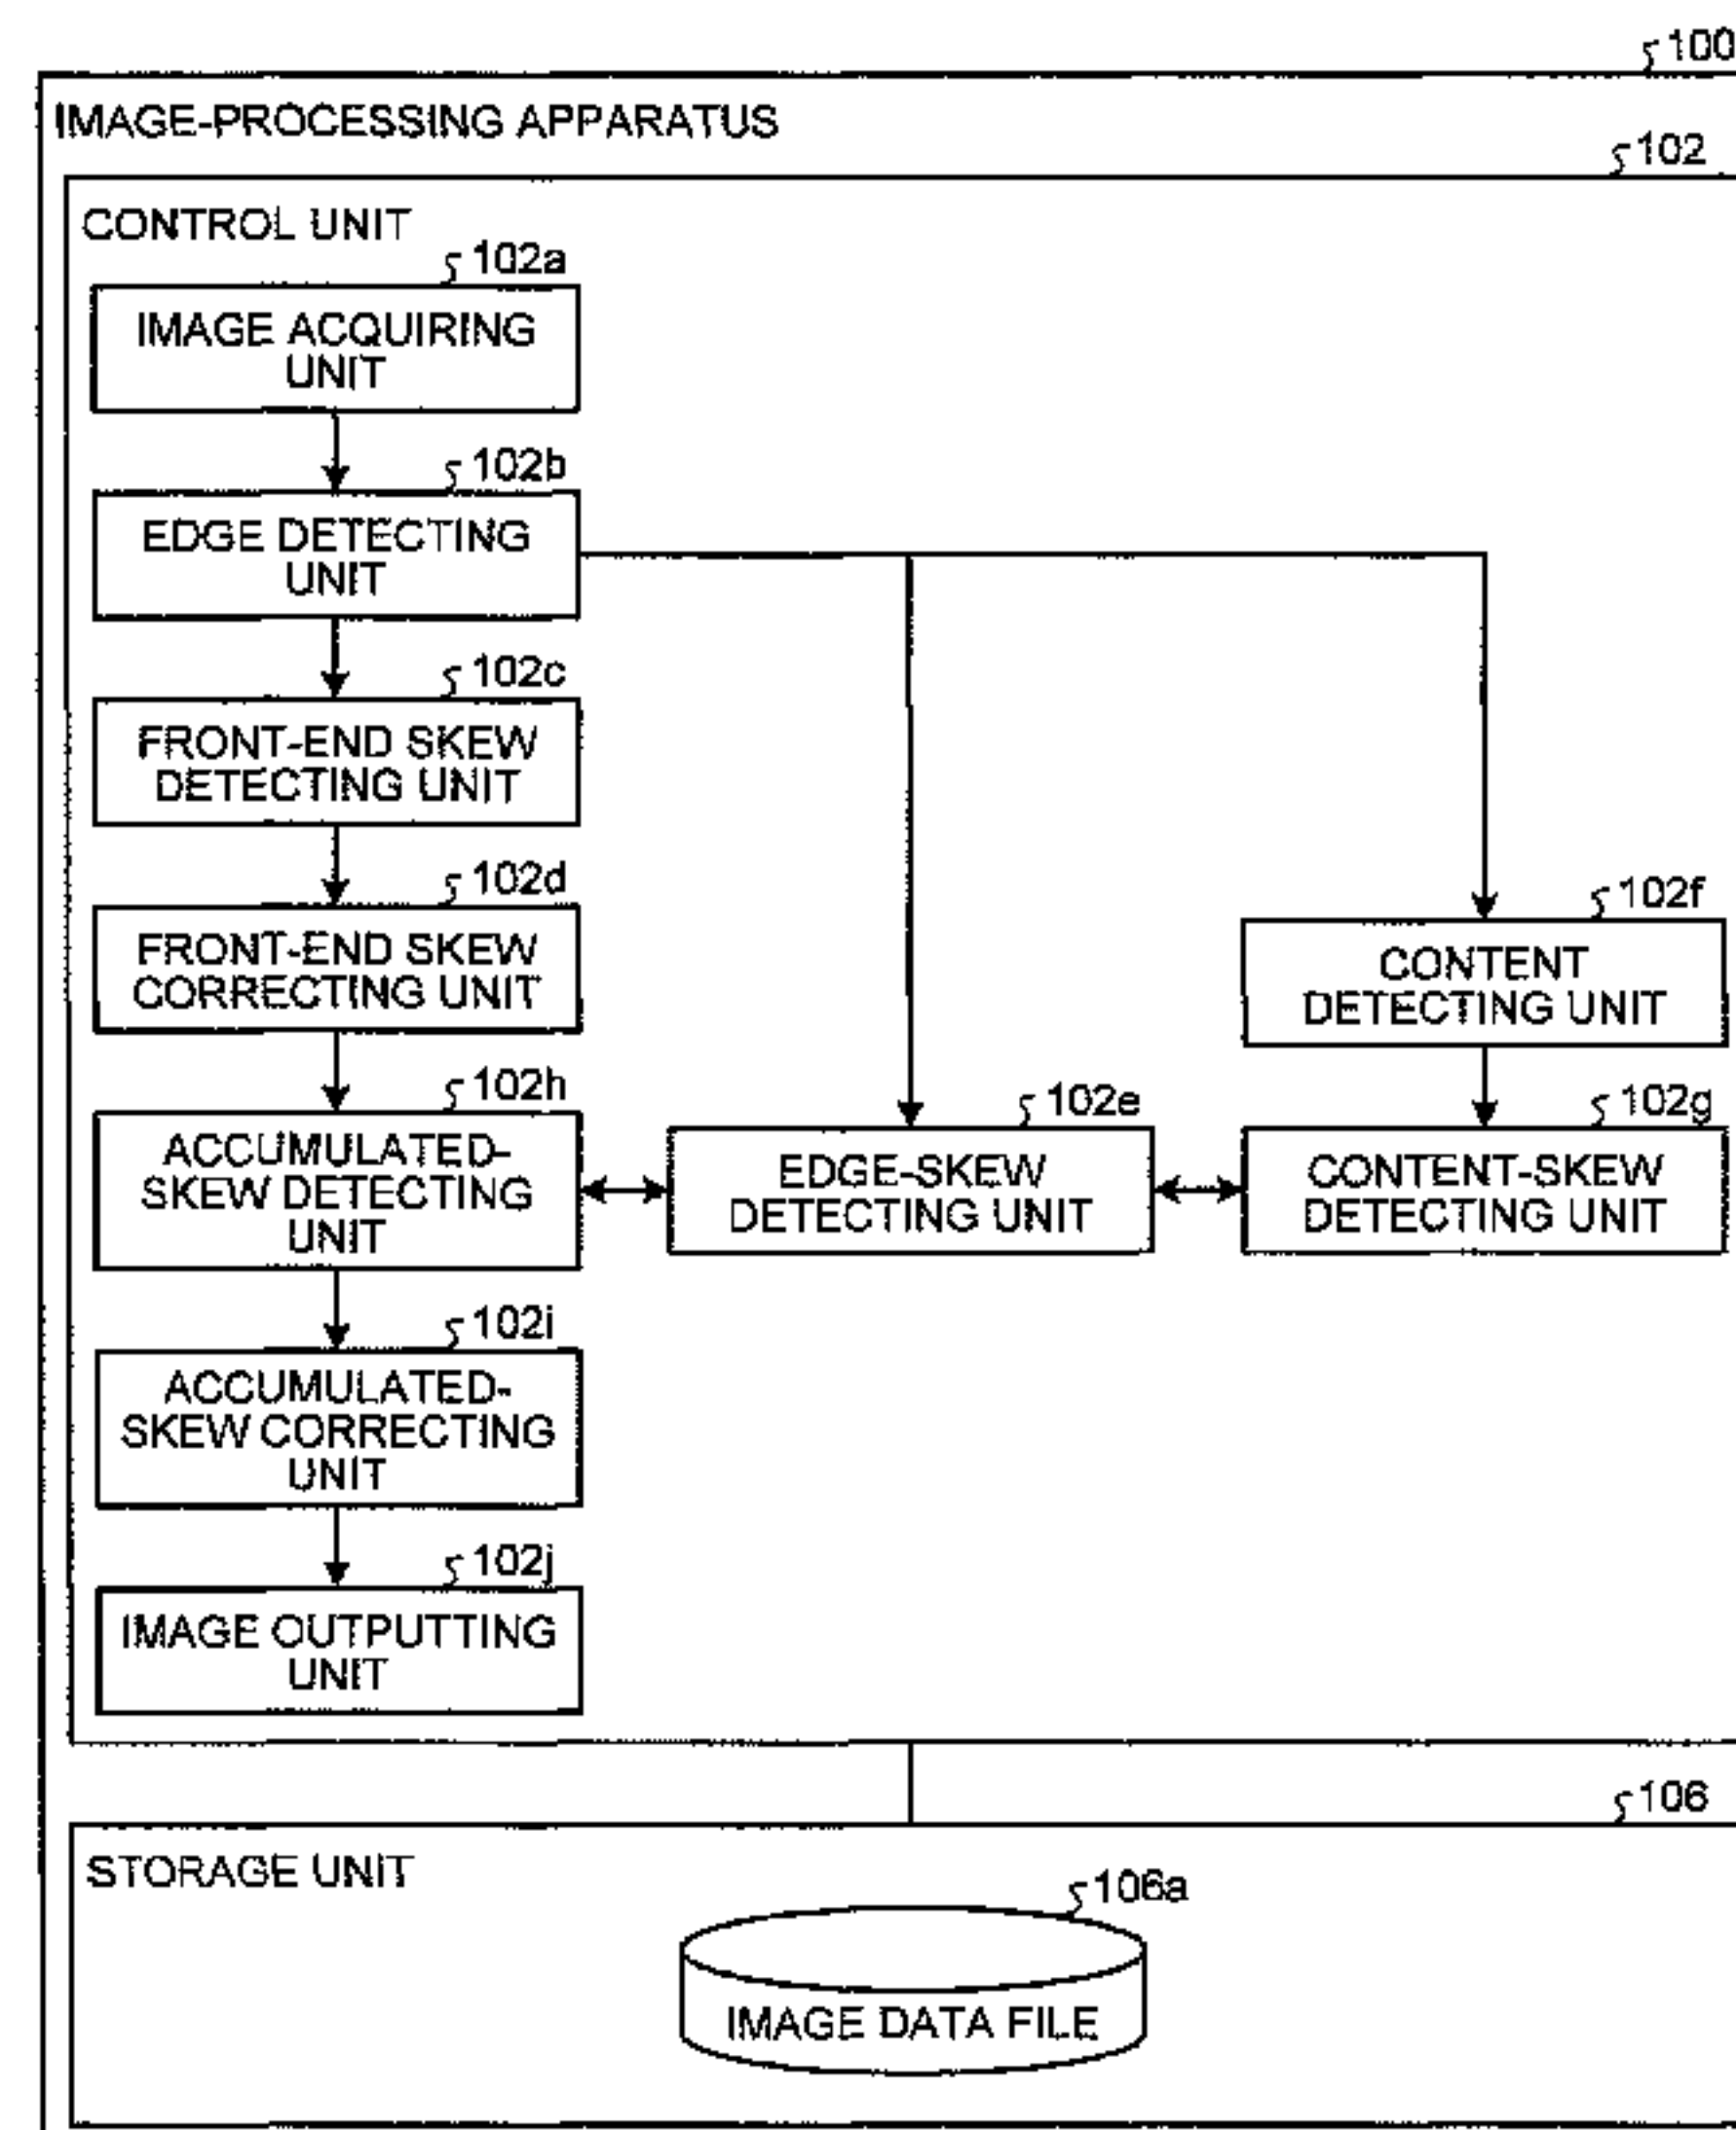 100
IMAGE-PROCESSING APPARATUS
102
CONTROL UNIT
102a
IMAGE ACQUIRING
UNIT
102b
EDGE DETECTING
UNIT
102c
FRONT-END SKEW
DETECTING UNIT
102d
FRONT-END SKEW
CORRECTING UNIT
102f
CONTENT
DETECTING UNIT
102h
ACCUMULATED-
SKEW DETECTING
UNIT
102e
EDGE-SKEW
DETECTING UNIT
102g
CONTENT-SKEW
DETECTING UNIT
102i
ACCUMULATED-
SKEW CORRECTING
UNIT
102j
IMAGE OUTPUTTING
UNIT
106
STORAGE UNIT
106a
IMAGE DATA FILE